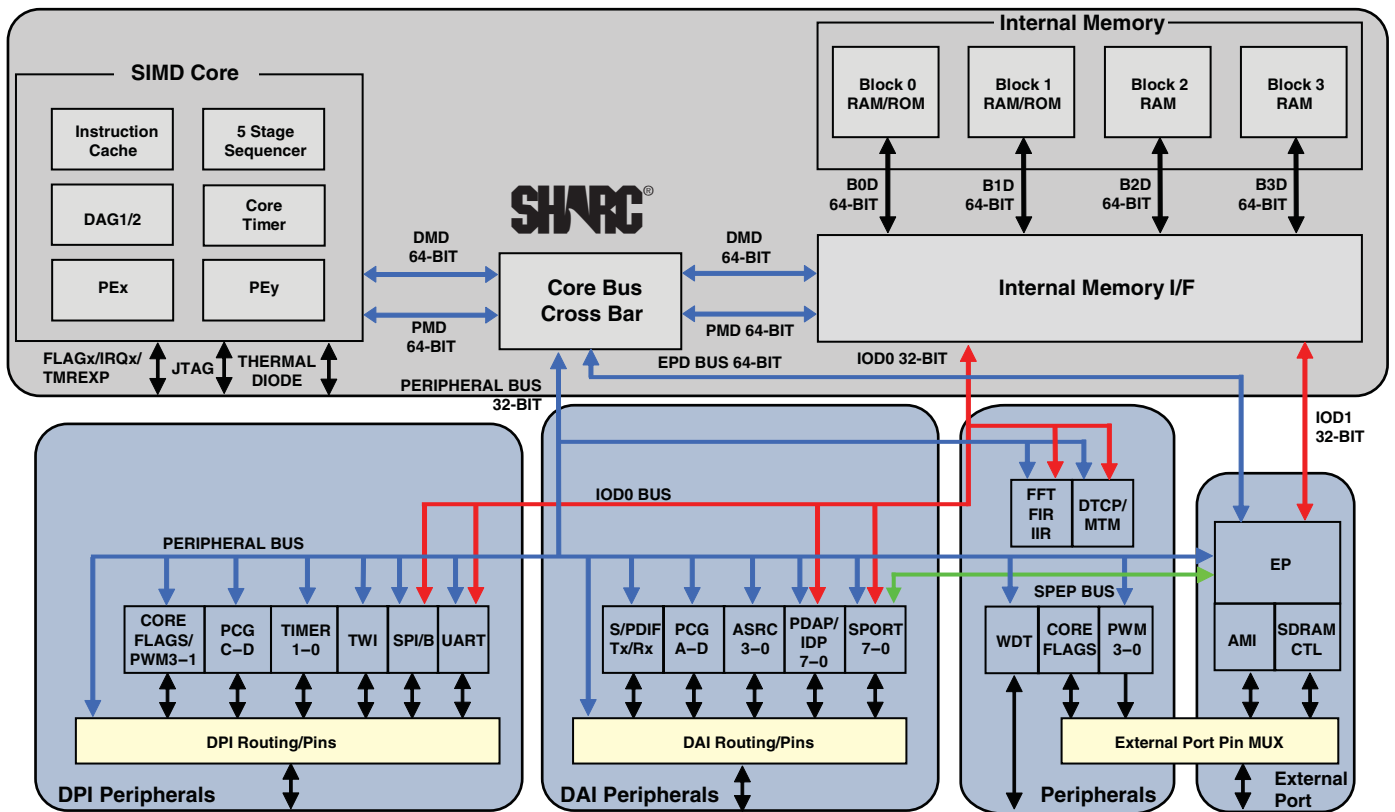 Internal Memory
SIMD Core
Block 0
RAM/ROM
Block 1
RAM/ROM
Block 2
RAM
Block 3
RAM
Instruction
Cache
5 Stage
Sequencer
DAG1/2
Core
Timer
PEx
PEy
B0D
64-BIT
B1D
64-BIT
B2D
64-BIT
B3D
64-BIT
SHARC®
DMD
64-BIT
DMD
64-BIT
Core Bus
Cross Bar
Internal Memory I/F
PMD
64-BIT
PMD 64-BIT
FLAGx/IRQx/
TMREXP
JTAG
THERMAL
DIODE
EPD BUS 64-BIT
IOD0 32-BIT
PERIPHERAL BUS
32-BIT
IOD1
32-BIT
IOD0 BUS
FFT
FIR
IIR
DTCP/
MTM
PERIPHERAL BUS
EP
SPEP BUS
CORE
FLAGS/
PWM3–1
PCG
C–D
TIMER
1–0
TWI
SPI/B
UART
S/PDIF
Tx/Rx
PCG
A–D
ASRC
3–0
PDAP/
IDP
7–0
SPORT
7–0
WDT
CORE
FLAGS
PWM
3–0
AMI
SDRAM
CTL
DPI Routing/Pins
DAI Routing/Pins
External Port Pin MUX
DPI Peripherals
DAI Peripherals
Peripherals
External
Port